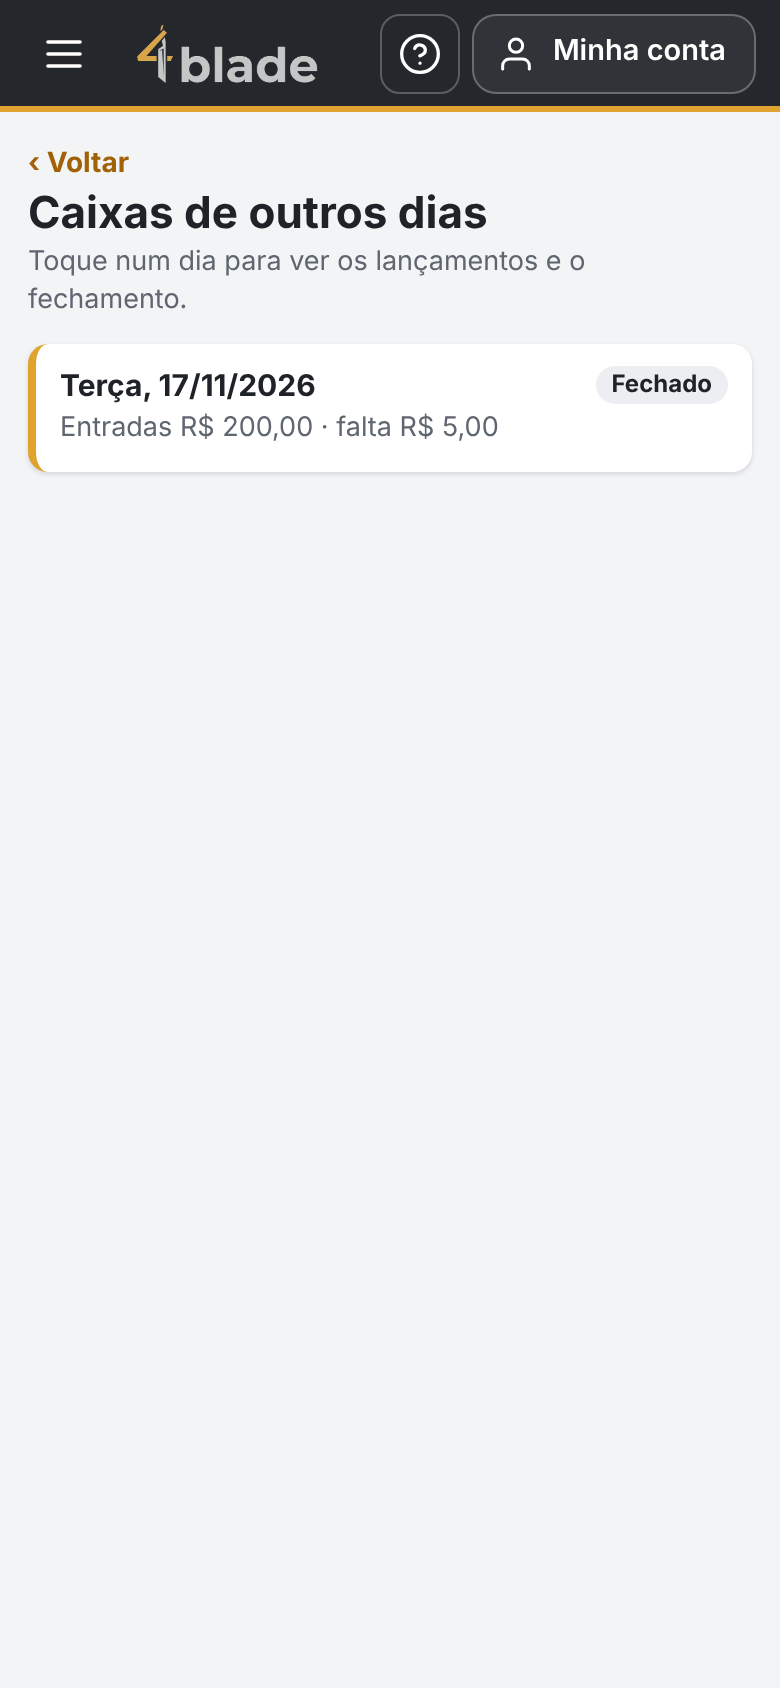 4blade
Minha conta
‹ Voltar
Caixas de outros dias
Toque num dia para ver os lançamentos e o
fechamento.
Terça, 17/11/2026
Fechado
Entradas R$ 200,00 · falta R$ 5,00